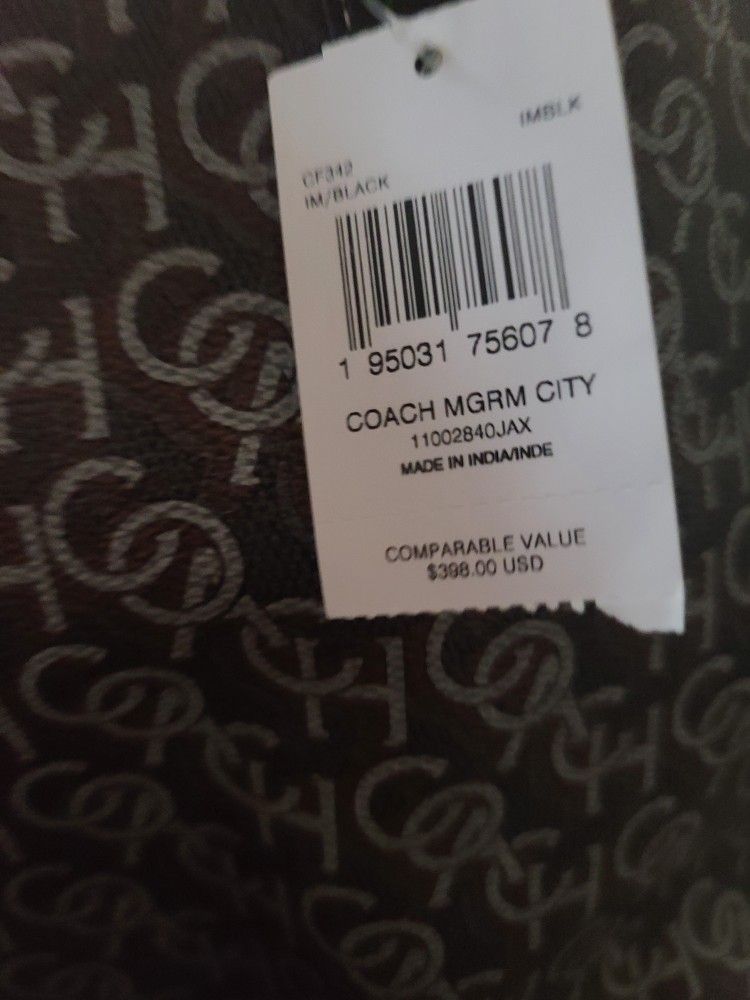 IMBLK
CF342
IM/BLACK
1 95031 75607 8
COACH MGRM CITY
11002840JAX
MADE IN INDIA/INDE
COMPARABLE VALUE
$398.00 USD